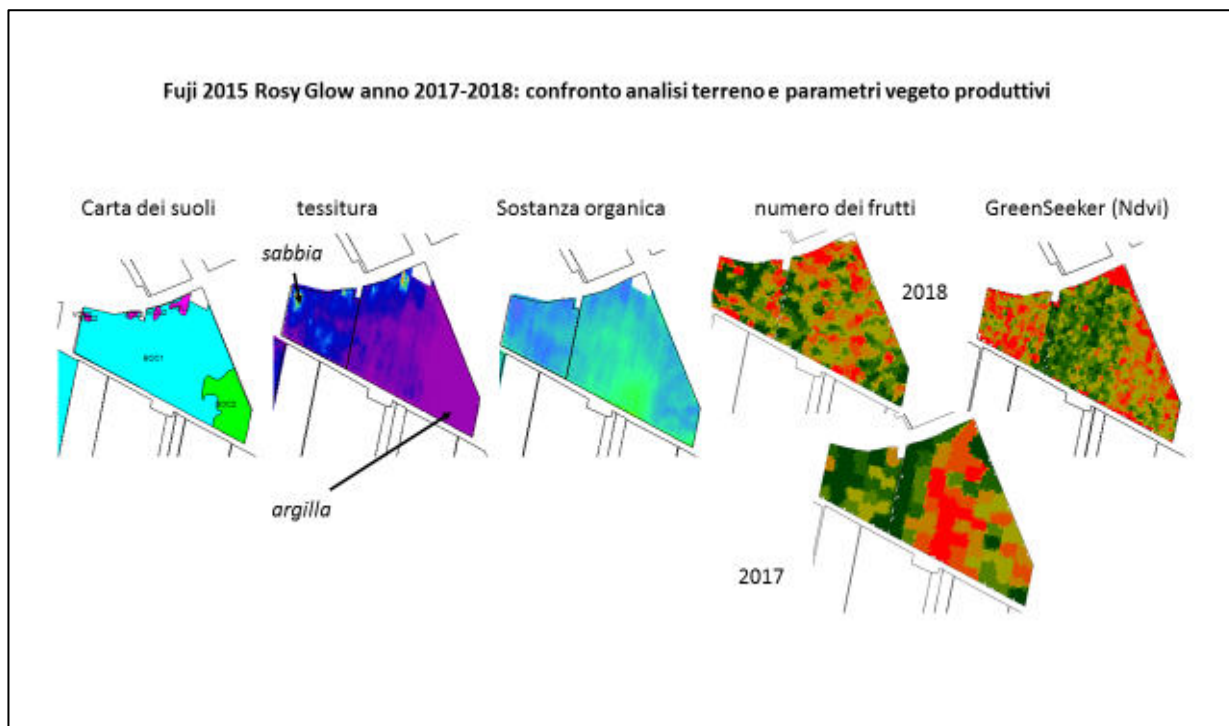 Fuji 2015 Rosy Glow anno 2017-2018: confronto analisi terreno e parametri vegeto produttivi
Carta dei suoli
tessitura
Sostanza organica
numero dei frutti
GreenSeeker (Ndvi)
sabbia
2018
argilla
2017